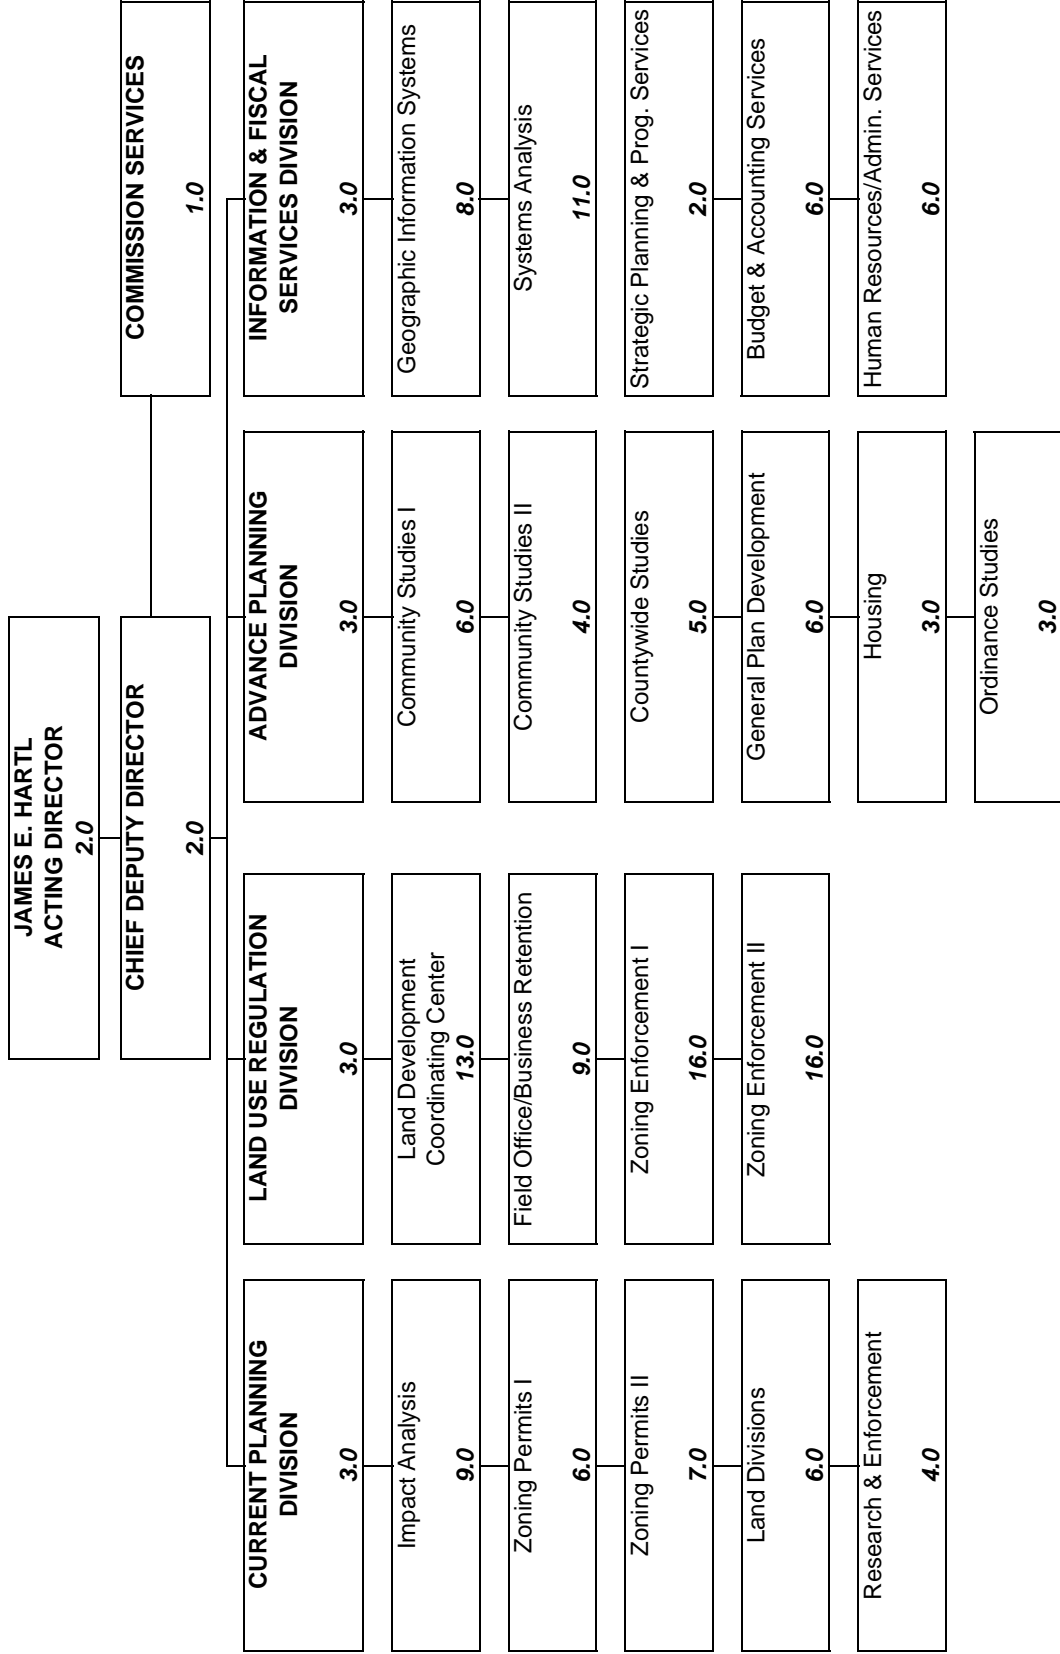 JAMES E. HARTL
ACTING DIRECTOR
2.0
CHIEF DEPUTY DIRECTOR
2.0
COMMISSION SERVICES
1.0
CURRENT PLANNING
DIVISION
3.0
Impact Analysis
9.0
Zoning Permits I
6.0
Zoning Permits II
7.0
Land Divisions
6.0
Research & Enforcement
4.0
LAND USE REGULATION
DIVISION
3.0
Land Development
Coordinating Center
13.0
Field Office/Business Retention
9.0
Zoning Enforcement I
16.0
Zoning Enforcement II
16.0
ADVANCE PLANNING
DIVISION
3.0
Community Studies I
6.0
Community Studies II
4.0
Countywide Studies
5.0
General Plan Development
6.0
Housing
3.0
Ordinance Studies
3.0
INFORMATION & FISCAL
SERVICES DIVISION
3.0
Geographic Information Systems
8.0
Systems Analysis
11.0
Strategic Planning & Prog. Services
2.0
Budget & Accounting Services
6.0
Human Resources/Admin. Services
6.0